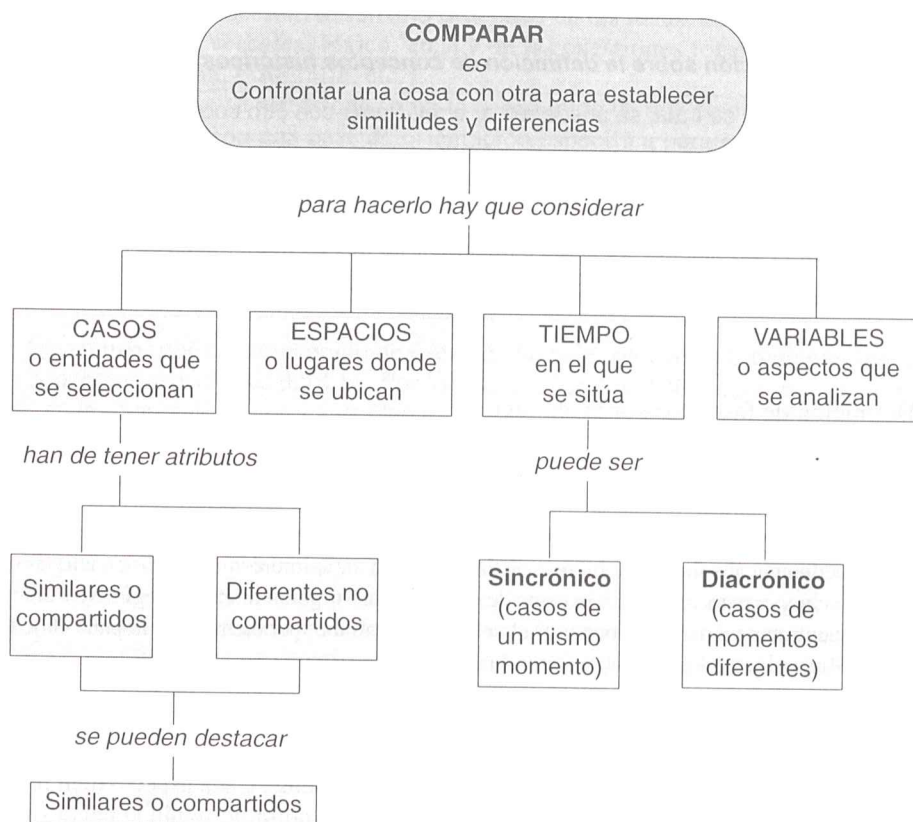 COMPARAR
es
Confrontar una cosa con otra para establecer
similitudes y diferencias
para hacerlo hay que considerar
CASOS
o entidades que
se seleccionan
ESPACIOS
o lugares donde
se ubican
TIEMPO
en el que
se sitúa
VARIABLES
o aspectos que
se analizan
han de tener atributos
puede ser
Similares o
compartidos
Diferentes no
compartidos
Sincrónico
(casos de
un mismo
momento)
Diacrónico
(casos de
momentos
diferentes)
se pueden destacar
Similares o compartidos